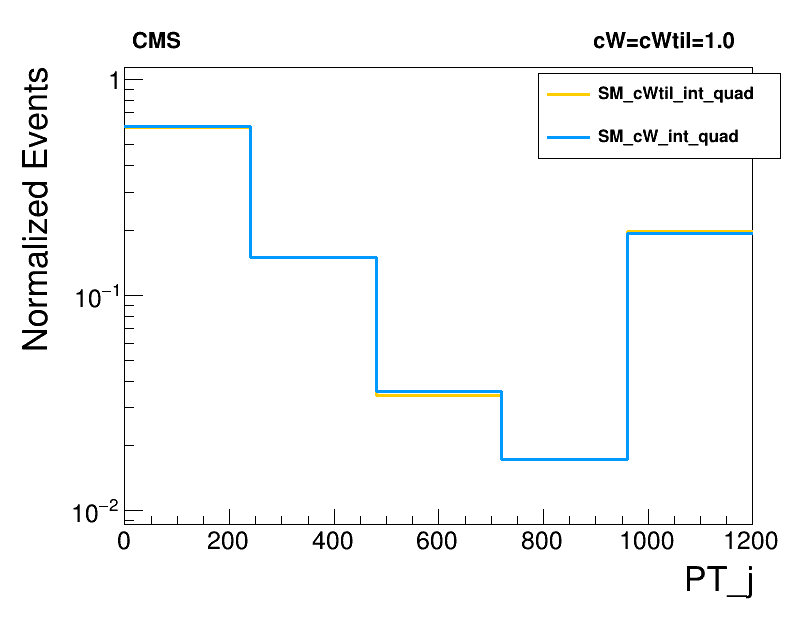 CMS
cW=cWtil=1.0
Normalized Events
1
10⁻¹
10⁻²
SM_cWtil_int_quad
SM_cW_int_quad
0 200 400 600 800 1000 1200
PT_j